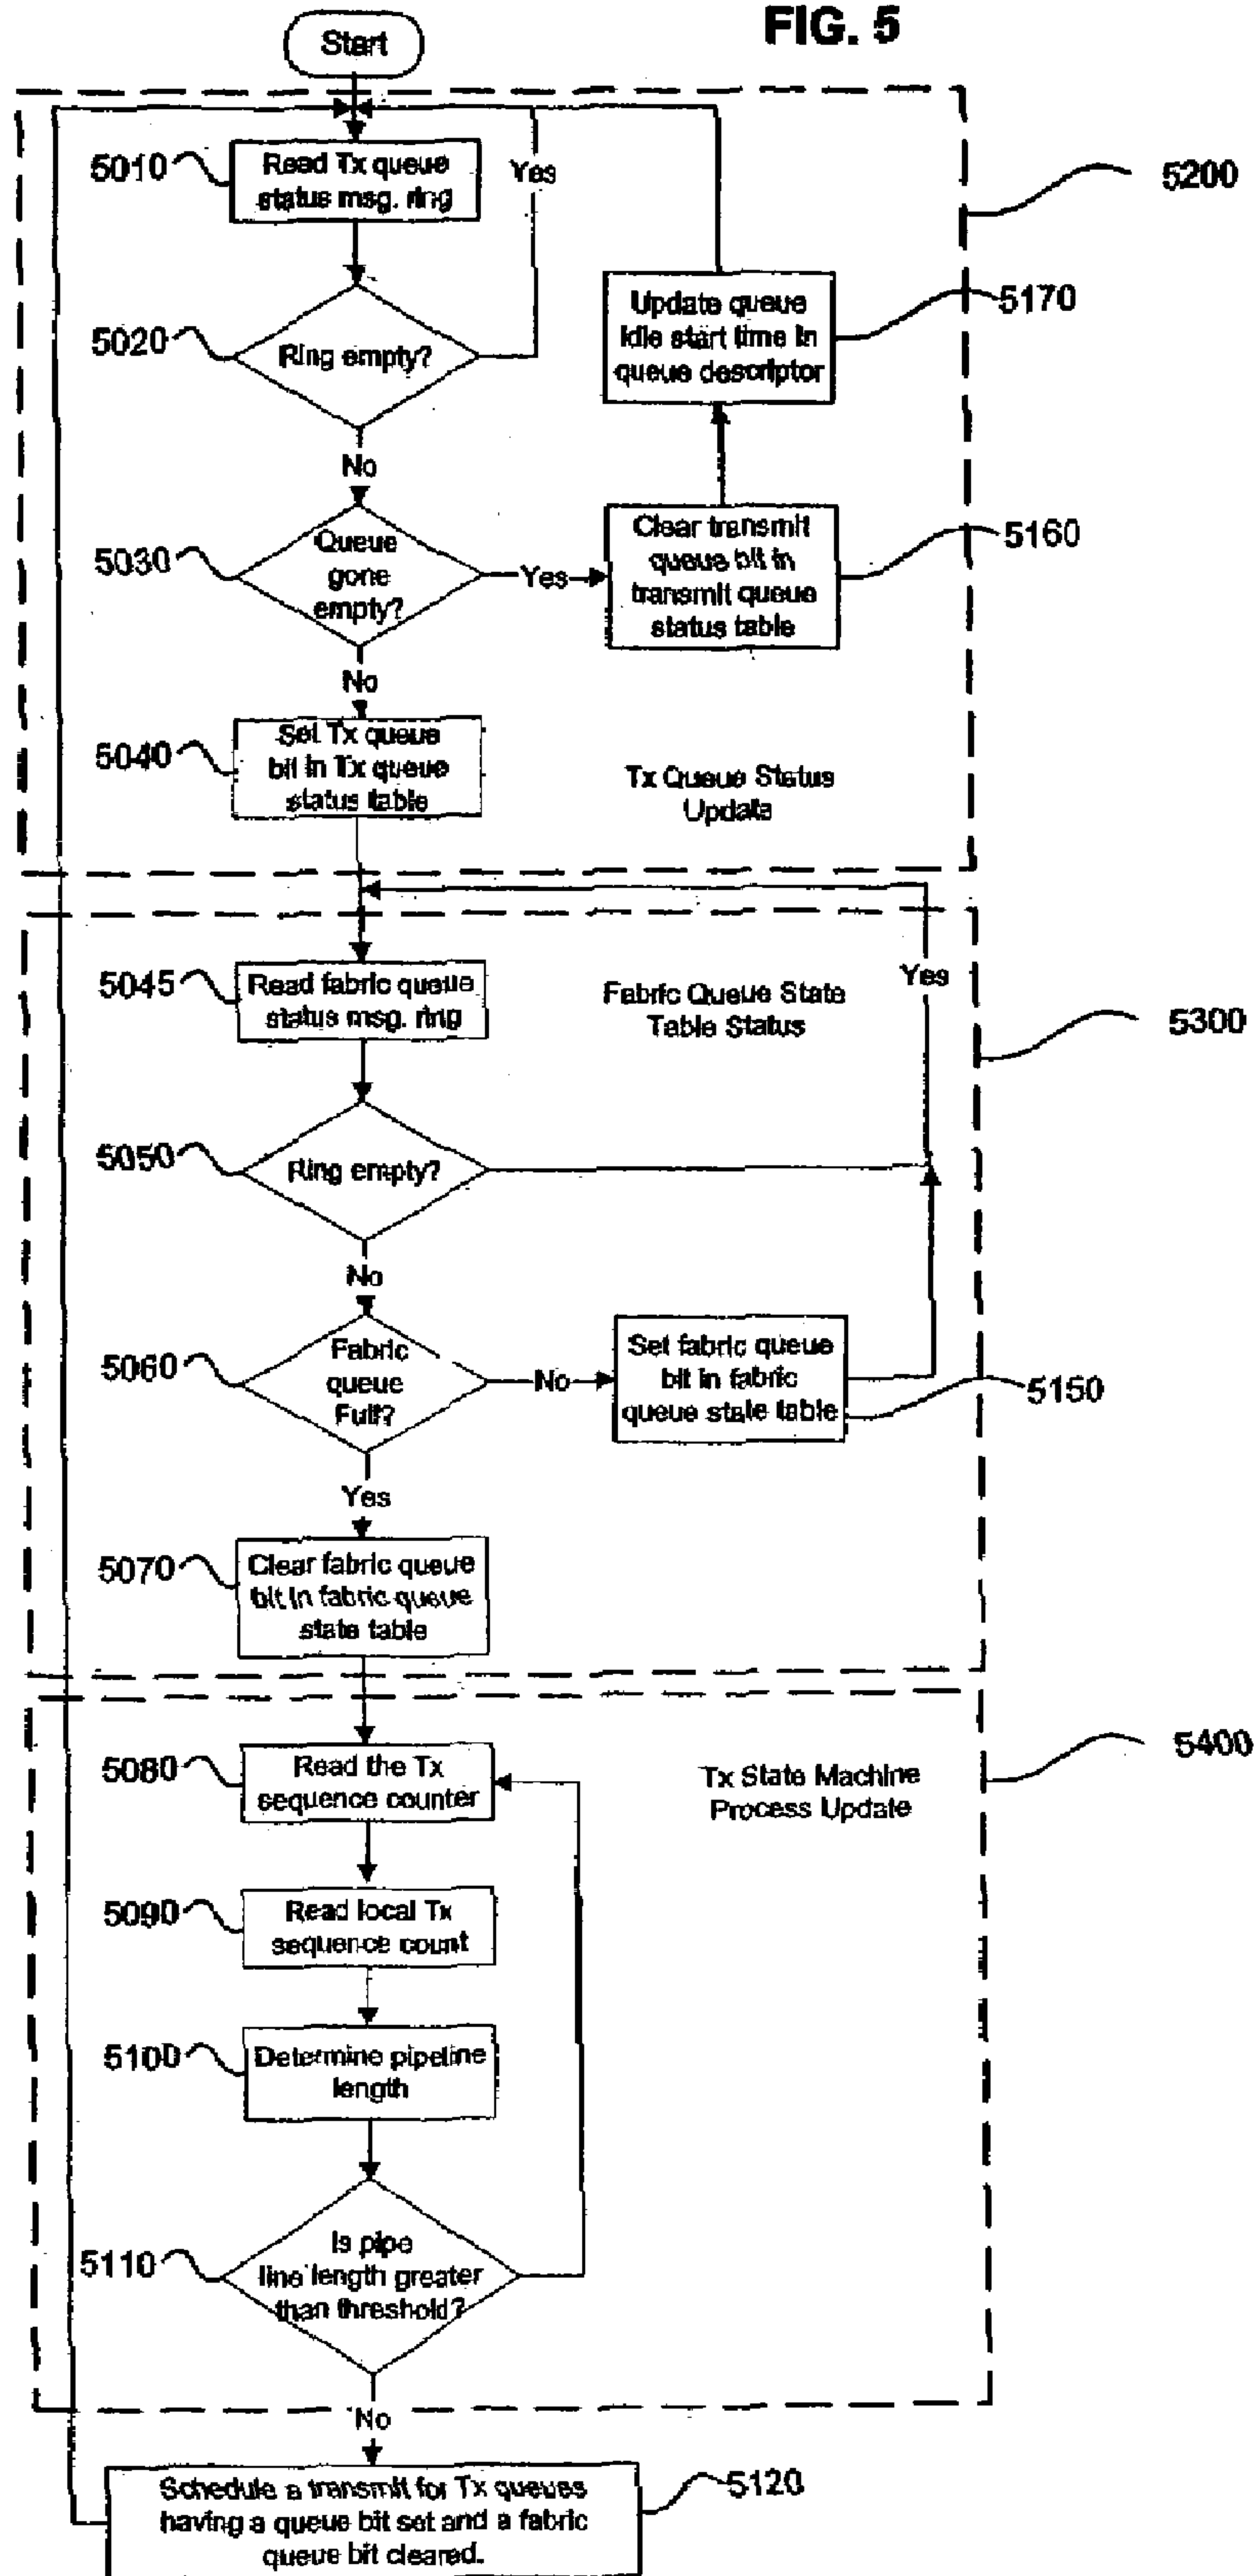 FIG. 5
Start
5010
Read Tx queue
status msg. ring
Yes
5200
5020
Ring empty?
Update queue
idle start time in
queue descriptor
5170
No
5030
Queue
gone
empty?
Yes
Clear transmit
queue bit in
transmit queue
status table
5160
No
5040
Set Tx queue
bit in Tx queue
status table
Tx Queue Status
Update
5045
Read fabric queue
status msg. ring
Fabric Queue State
Table Status
Yes
5300
5050
Ring empty?
No
5060
Fabric
queue
Full?
No
Set fabric queue
bit in fabric
queue state table
5150
Yes
5070
Clear fabric queue
bit in fabric queue
state table
5080
Read the Tx
sequence counter
Tx State Machine
Process Update
5400
5090
Read local Tx
sequence count
5100
Determine pipeline
length
5110
Is pipe
line length greater
than threshold?
No
Schedule a transmit for Tx queues
having a queue bit set and a fabric
queue bit cleared.
5120